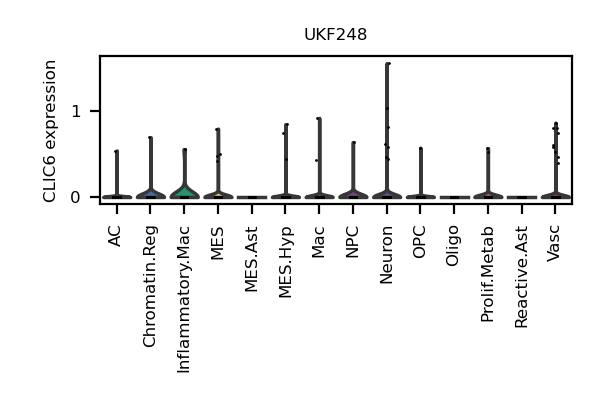 UKF248
CLIC6 expression
1
0
AC
Chromatin.Reg
Inflammatory.Mac
MES
MES.Ast
MES.Hyp
Mac
NPC
Neuron
OPC
Oligo
Prolif.Metab
Reactive.Ast
Vasc